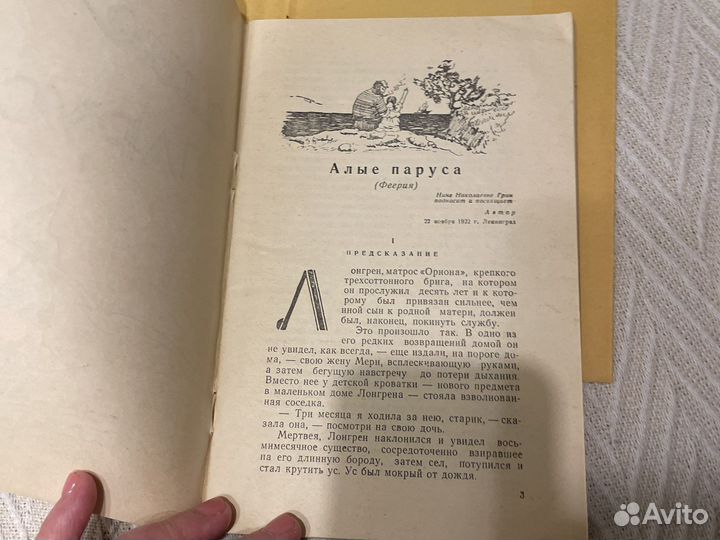 Алые паруса
(Феерия)
Нине Николаевне Грин
подносит и посвящает
Автор
22 ноября 1922 г. Ленинград
I
ПРЕДСКАЗАНИЕ
Лонгрен, матрос «Ориона», крепкого
трехсоттонного брига, на котором
он прослужил десять лет и к кото-
рому был привязан сильнее, чем
иной сын к родной матери, должен
был, наконец, покинуть службу.
Это произошло так. В одно из
его редких возвращений домой он
не увидел, как всегда, — еще издали, на пороге до-
ма, — свою жену Мери, всплескивающую руками,
а затем бегущую навстречу до потери дыхания.
Вместо нее у детской кроватки — нового предмета
в маленьком доме Лонгрена — стояла взволнован-
ная соседка.
— Три месяца я ходила за нею, старик, — ска-
зала она, — посмотри на свою дочь.
Мертвея, Лонгрен наклонился и увидел вось-
мимесячное существо, сосредоточенно взиравшее
на его длинную бороду, затем сел, потупился и
стал крутить ус. Ус был мокрый от дождя.
3
Avito